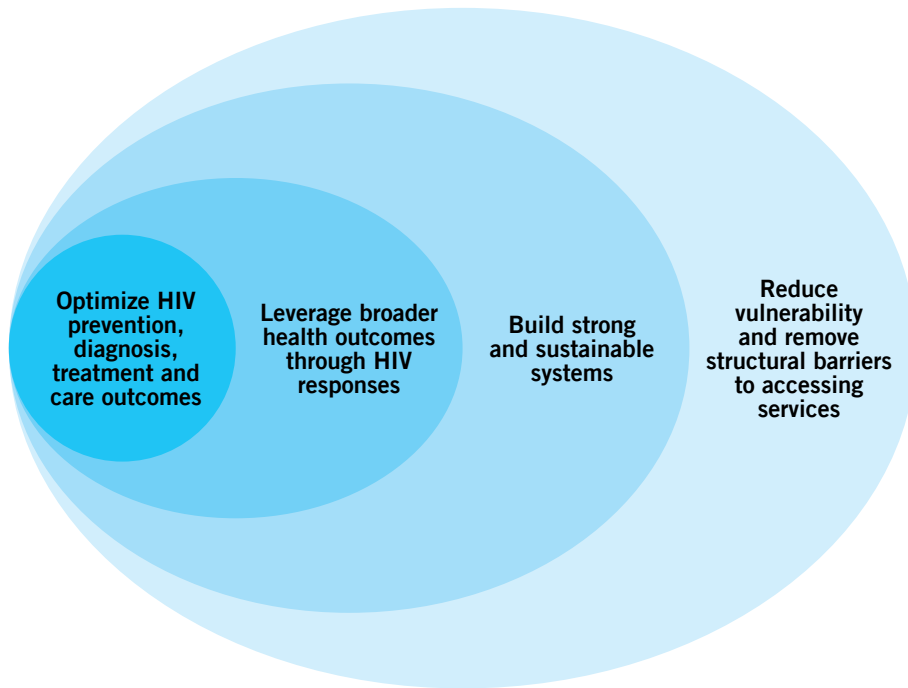 Optimize HIV
prevention,
diagnosis,
treatment and
care outcomes
Leverage broader
health outcomes
through HIV
responses
Build strong
and sustainable
systems
Reduce
vulnerability
and remove
structural barriers
to accessing
services